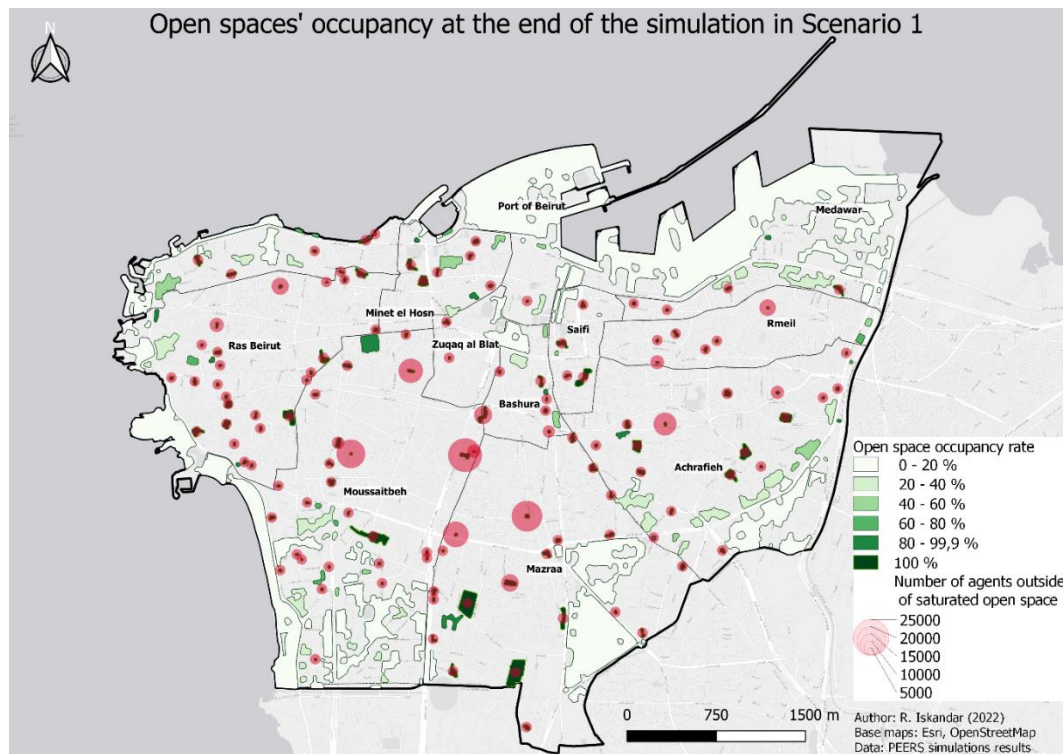 Open spaces' occupancy at the end of the simulation in Scenario 1
N
Port of Beirut
Medawar
Minet el Hosn
Saifi
Rmeil
Ras Beirut
Zuqaq al Blat
Bashura
Achrafieh
Moussaitbeh
Mazraa
Open space occupancy rate
0 - 20 %
20 - 40 %
40 - 60 %
60 - 80 %
80 - 99,9 %
100 %
Number of agents outside
of saturated open space
25000
20000
15000
10000
5000
0 750 1500 m
Author: R. Iskandar (2022)
Base maps: Esri, OpenStreetMap
Data: PEERS simulations results